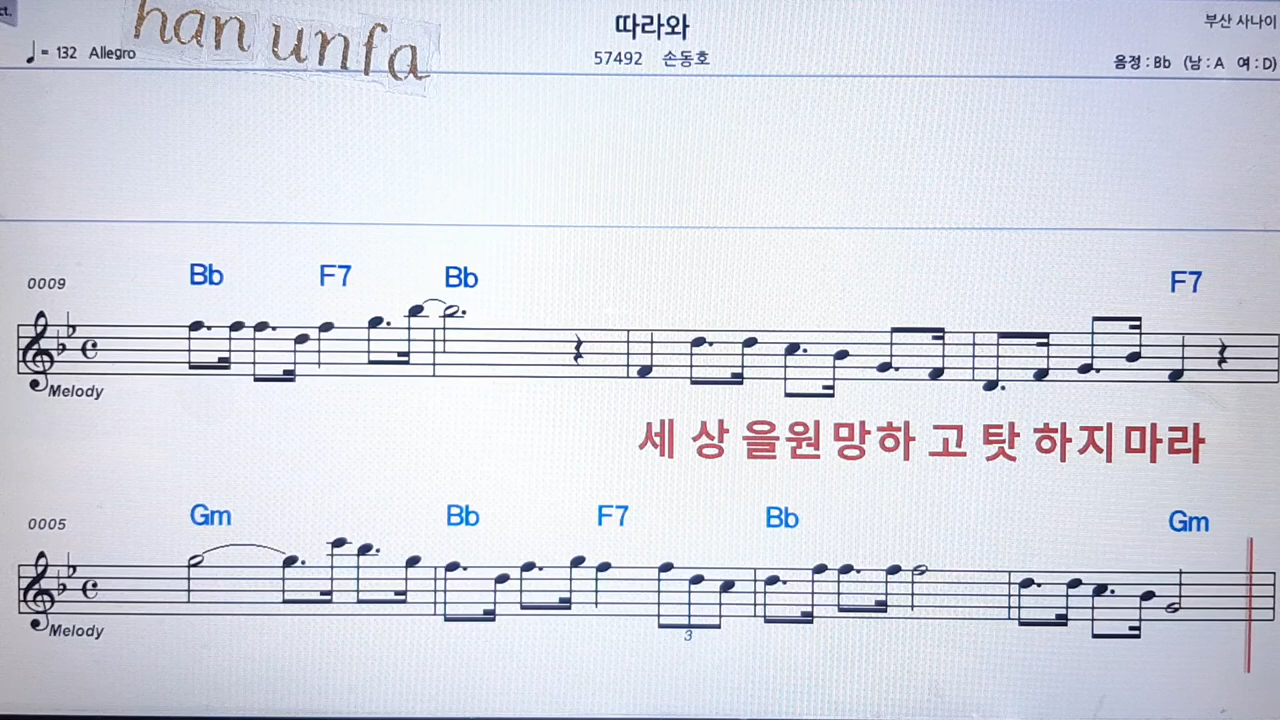 ct.
han unfa
따라와
부산 사나이
♩= 132 Allegro
57492 손동호
음정 : Bb (남 : A 여 : D)
0009
Bb F7 Bb F7
Melody
세 상 을원망하 고 탓 하지마라
0005
Gm Bb F7 Bb Gm
Melody
3